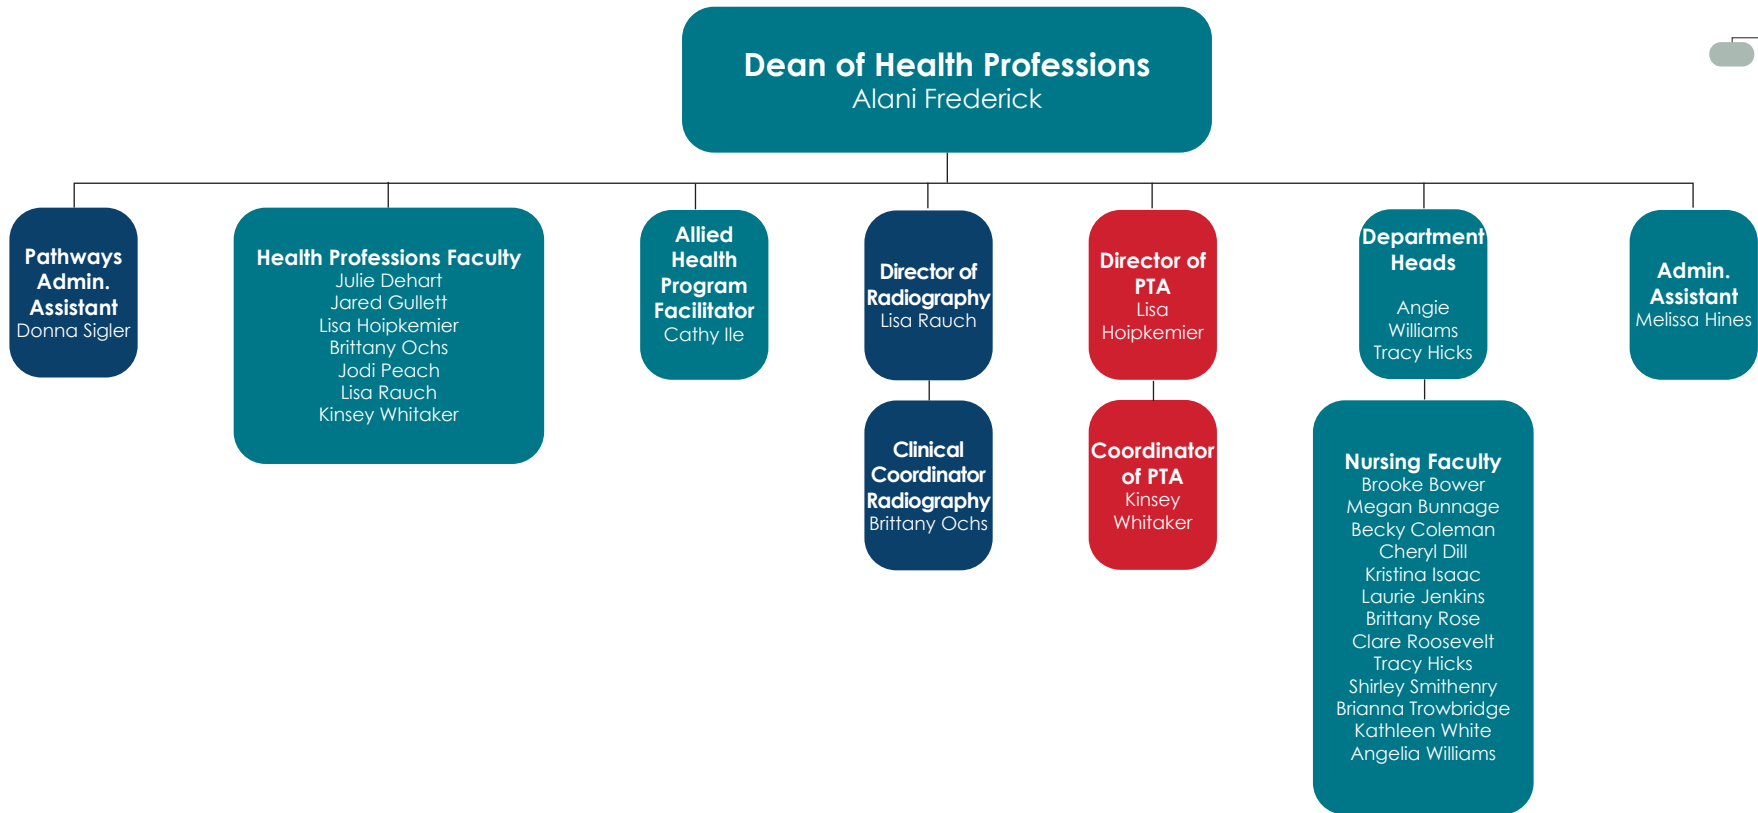 Dean of Health Professions
Alani Frederick
Pathways
Admin.
Assistant
Donna Sigler
Health Professions Faculty
Julie Dehart
Jared Gullett
Lisa Hoipkemier
Brittany Ochs
Jodi Peach
Lisa Rauch
Kinsey Whitaker
Allied
Health
Program
Facilitator
Cathy Ile
Director of
Radiography
Lisa Rauch
Clinical
Coordinator
Radiography
Brittany Ochs
Director of
PTA
Lisa
Hoipkemier
Coordinator
of PTA
Kinsey
Whitaker
Department
Heads
Angie
Williams
Tracy Hicks
Nursing Faculty
Brooke Bower
Megan Bunnage
Becky Coleman
Cheryl Dill
Kristina Isaac
Laurie Jenkins
Brittany Rose
Clare Roosevelt
Tracy Hicks
Shirley Smithenry
Brianna Trowbridge
Kathleen White
Angelia Williams
Admin.
Assistant
Melissa Hines